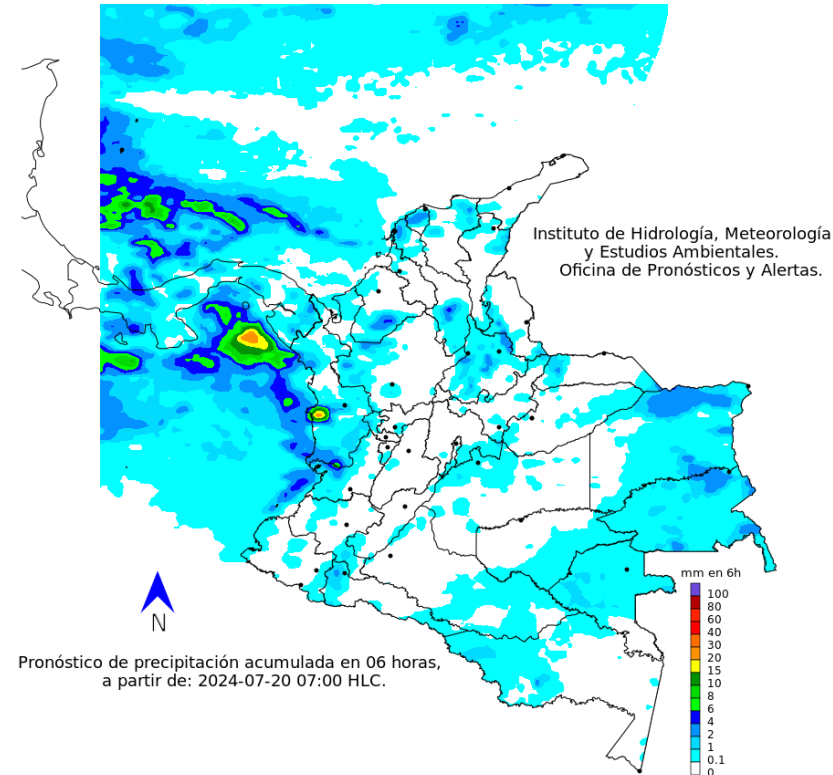 Instituto de Hidrología, Meteorología
y Estudios Ambientales.
Oficina de Pronósticos y Alertas.
mm en 6h
100
80
60
40
30
20
15
10
8
6
4
2
1
0.1
0
N
Pronóstico de precipitación acumulada en 06 horas,
a partir de: 2024-07-20 07:00 HLC.